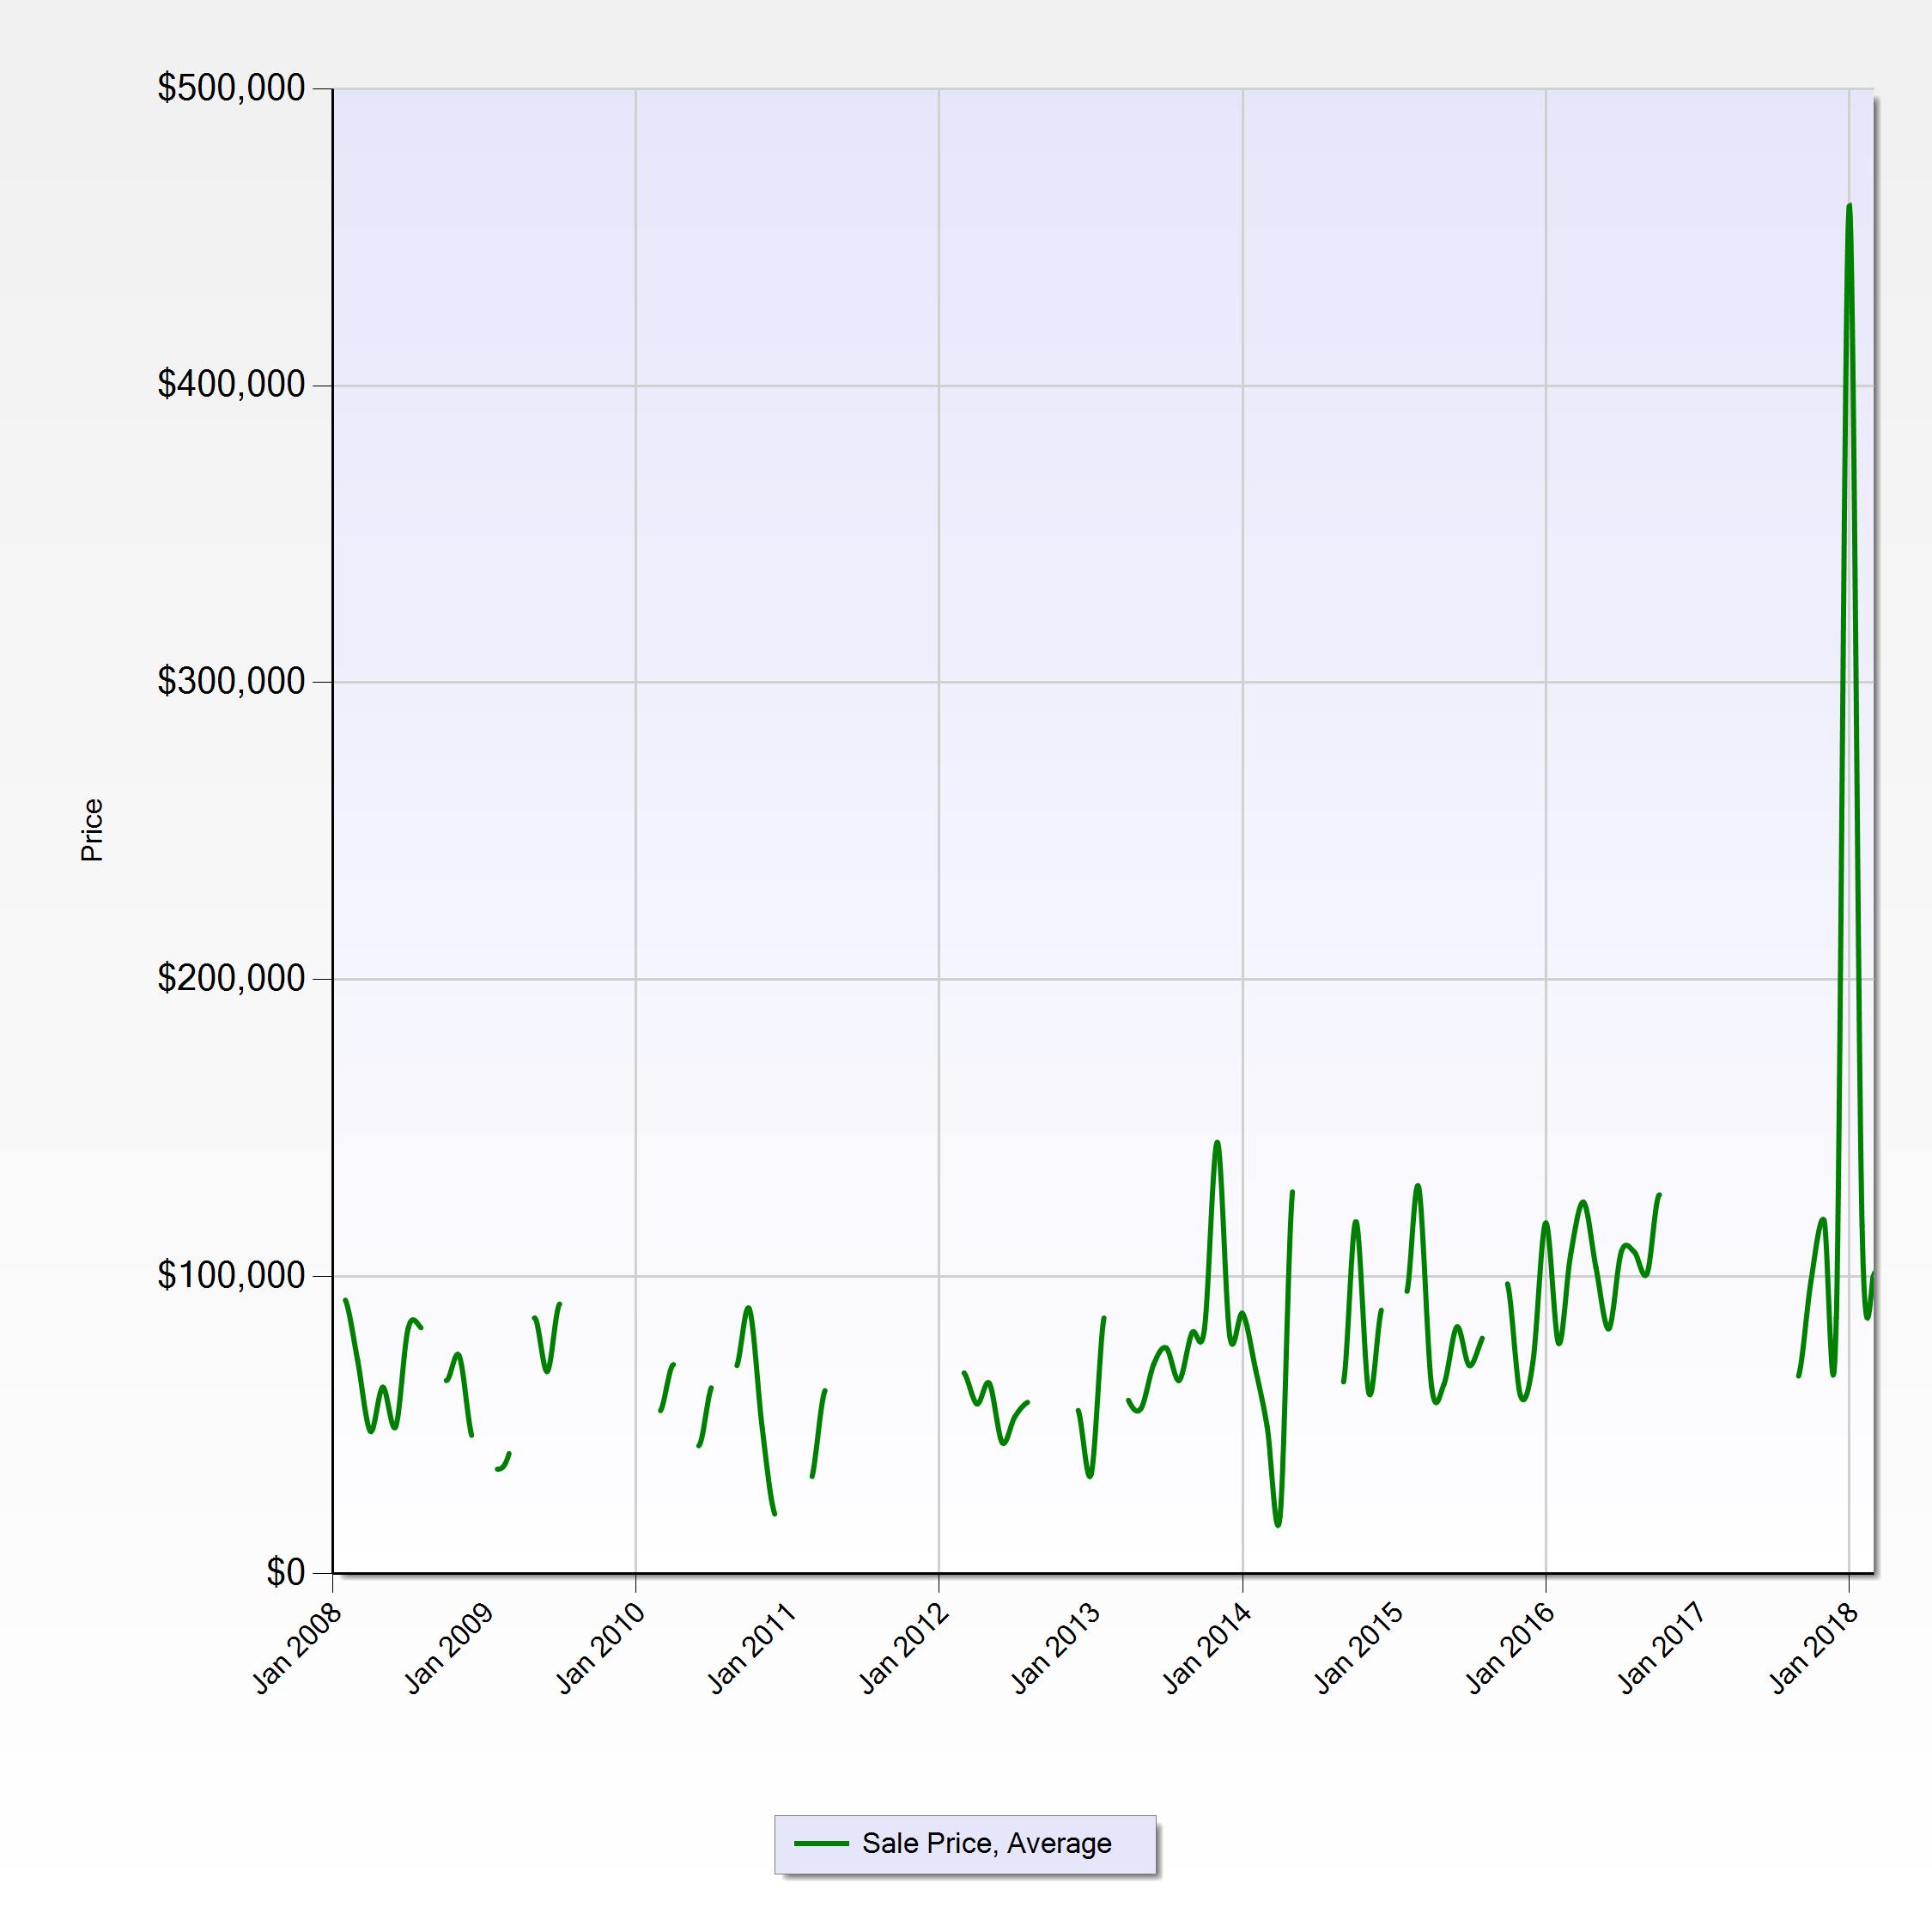 $500,000
$400,000
$300,000
$200,000
$100,000
$0
Price
Jan 2008
Jan 2009
Jan 2010
Jan 2011
Jan 2012
Jan 2013
Jan 2014
Jan 2015
Jan 2016
Jan 2017
Jan 2018
Sale Price, Average